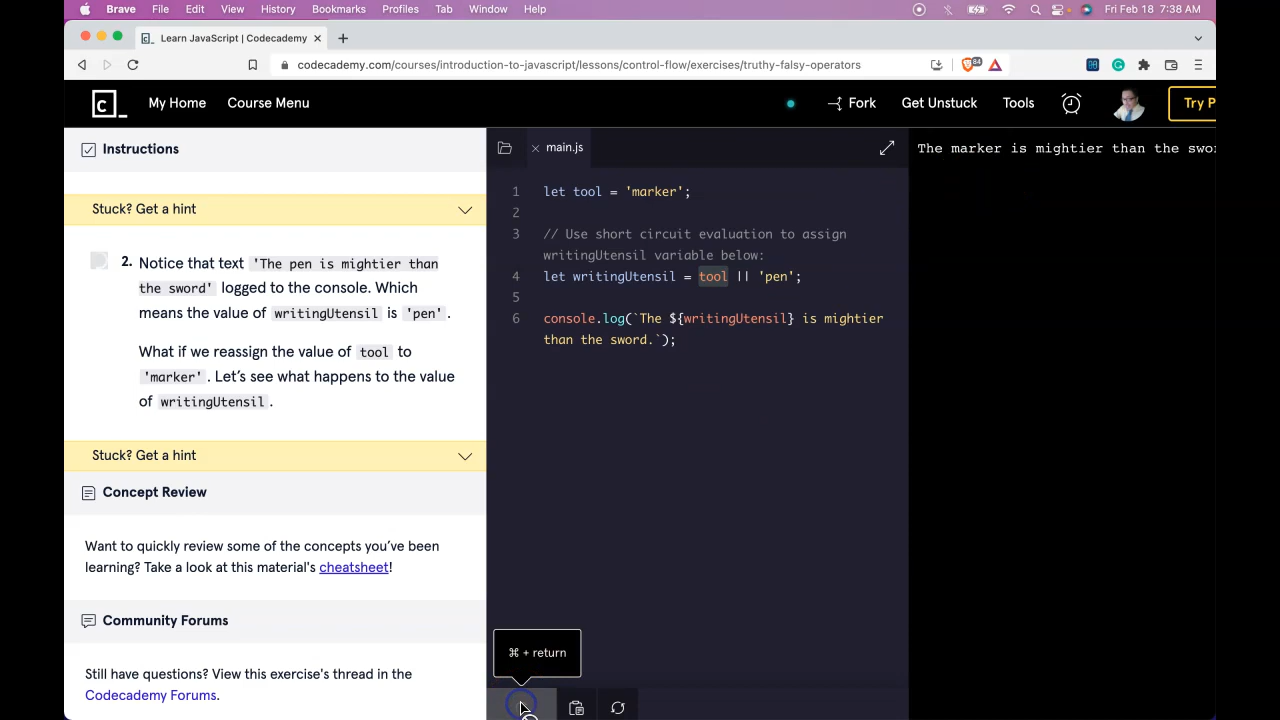 Brave File Edit View History Bookmarks Profiles Tab Window Help Fri Feb 18 7:38 AM
Learn JavaScript | Codecademy
codecademy.com/courses/introduction-to-javascript/lessons/control-flow/exercises/truthy-falsy-operators 84
My Home Course Menu Fork Get Unstuck Tools Try P
Instructions
main.js
The marker is mightier than the swor
Stuck? Get a hint
2. Notice that text 'The pen is mightier than
the sword' logged to the console. Which
means the value of writingUtensil is 'pen'.
What if we reassign the value of tool to
'marker'. Let's see what happens to the value
of writingUtensil.
Stuck? Get a hint
Concept Review
Want to quickly review some of the concepts you've been
learning? Take a look at this material's cheatsheet!
Community Forums
Still have questions? View this exercise's thread in the
Codecademy Forums.
1 let tool = 'marker';
2
3 // Use short circuit evaluation to assign
writingUtensil variable below:
4 let writingUtensil = tool || 'pen';
5
6 console.log(`The ${writingUtensil} is mightier
than the sword.`);
⌘ + return